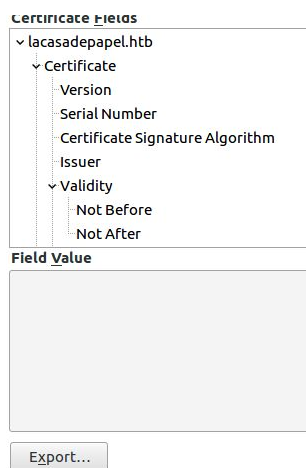 Certificate Fields
lacasadepapel.htb
Certificate
Version
Serial Number
Certificate Signature Algorithm
Issuer
Validity
Not Before
Not After
Field Value
Export...